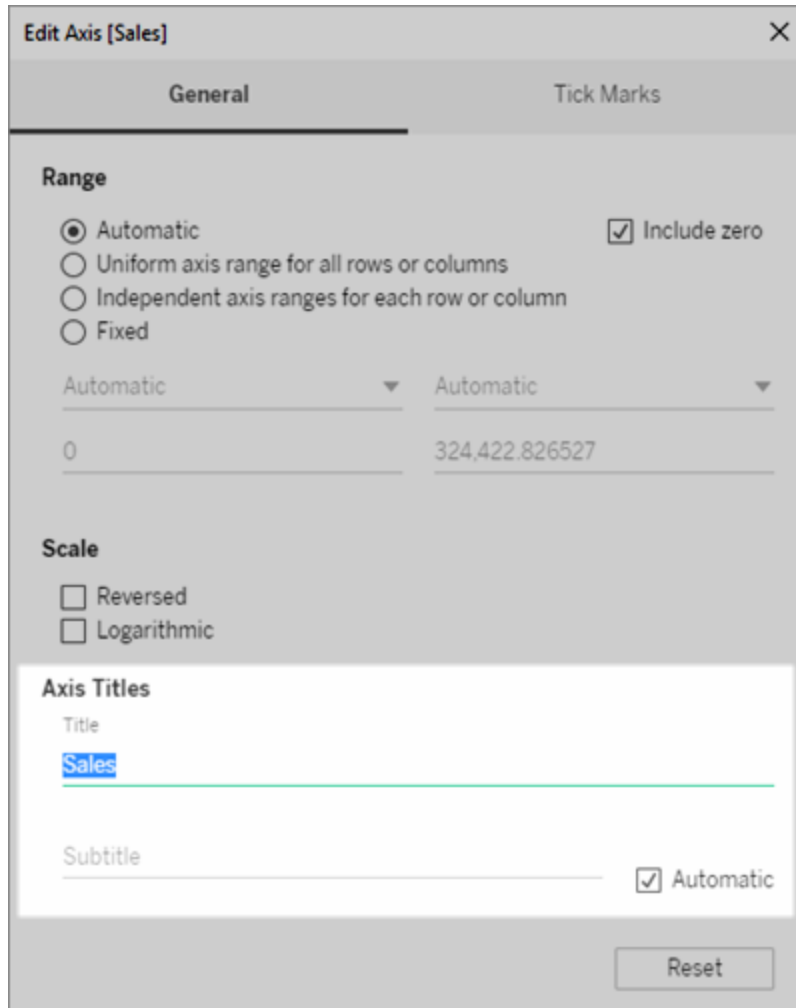 Edit Axis [Sales]
General Tick Marks
Range
Automatic Include zero
Uniform axis range for all rows or columns
Independent axis ranges for each row or column
Fixed
Automatic Automatic
0 324,422.826527
Scale
Reversed
Logarithmic
Axis Titles
Title
Sales
Subtitle Automatic
Reset